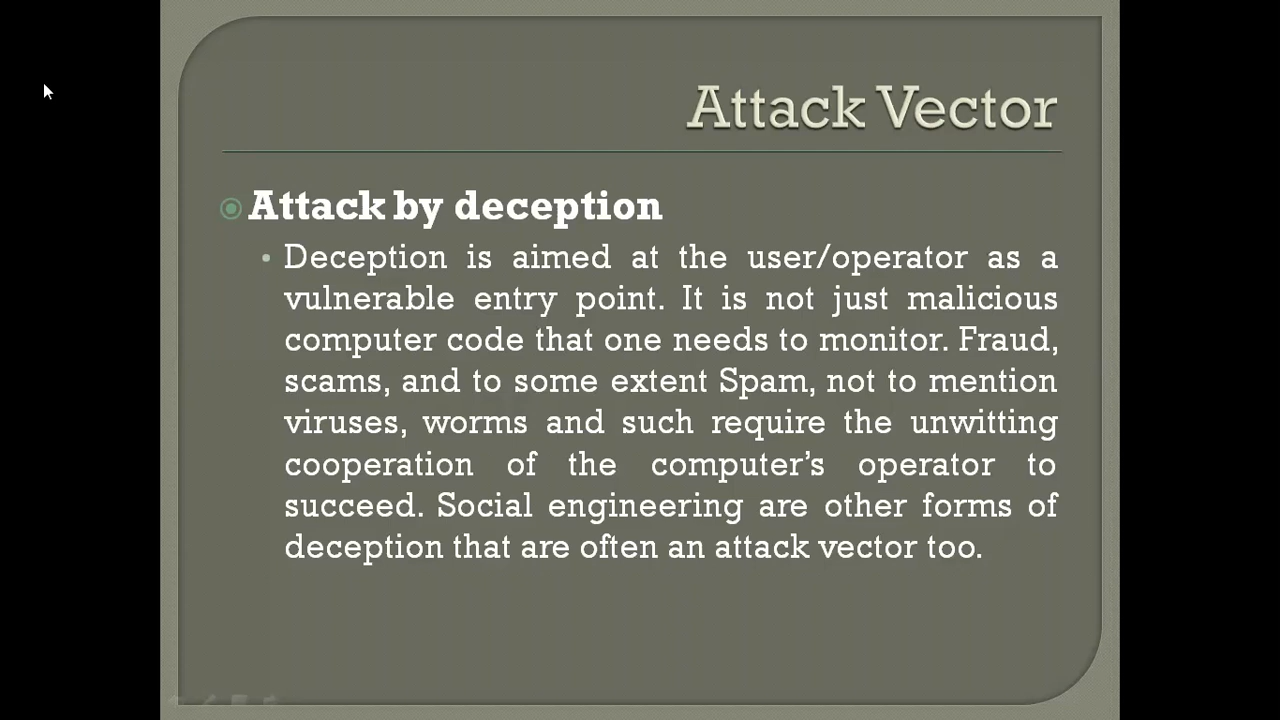 Attack Vector
Attack by deception
Deception is aimed at the user/operator as a
vulnerable entry point. It is not just malicious
computer code that one needs to monitor. Fraud,
scams, and to some extent Spam, not to mention
viruses, worms and such require the unwitting
cooperation of the computer’s operator to
succeed. Social engineering are other forms of
deception that are often an attack vector too.